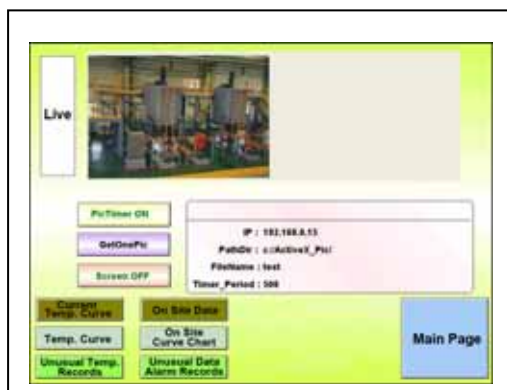 Live
PicTimer ON
GetOnePic
Screen OFF
IP : 192.168.0.15
PathDir : c:/ActiveX_Pic/
FileName : test
Timer_Period : 500
Current
Temp. Curve
On Site Data
Temp. Curve
On Site
Curve Chart
Unusual Temp.
Records
Unusual Data
Alarm Records
Main Page